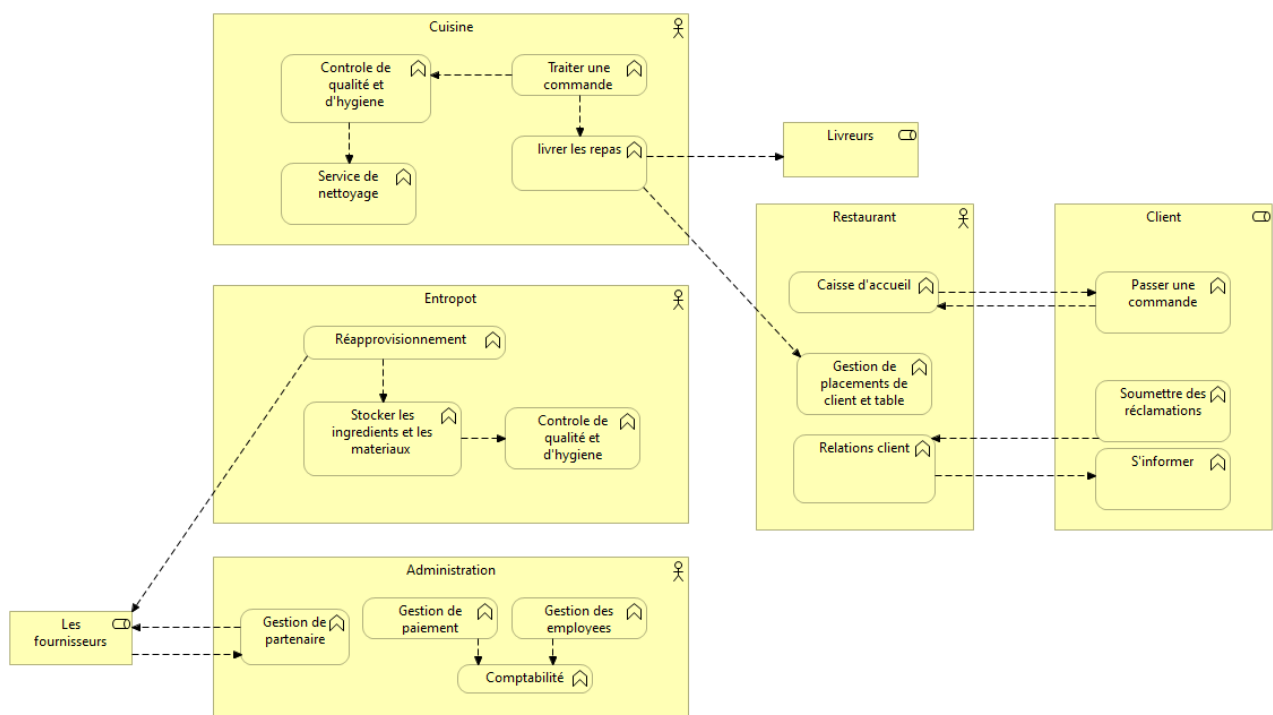 Cuisine
Controle de
qualité et
d'hygiene
Traiter une
commande
livrer les repas
Service de
nettoyage
Livreurs
Restaurant
Client
Caisse d'accueil
Passer une
commande
Gestion de
placements de
client et table
Soumettre des
réclamations
Relations client
S'informer
Entropot
Réapprovisionnement
Stocker les
ingredients et les
materiaux
Controle de
qualité et
d'hygiene
Administration
Les
fournisseurs
Gestion de
partenaire
Gestion de
paiement
Gestion des
employees
Comptabilité